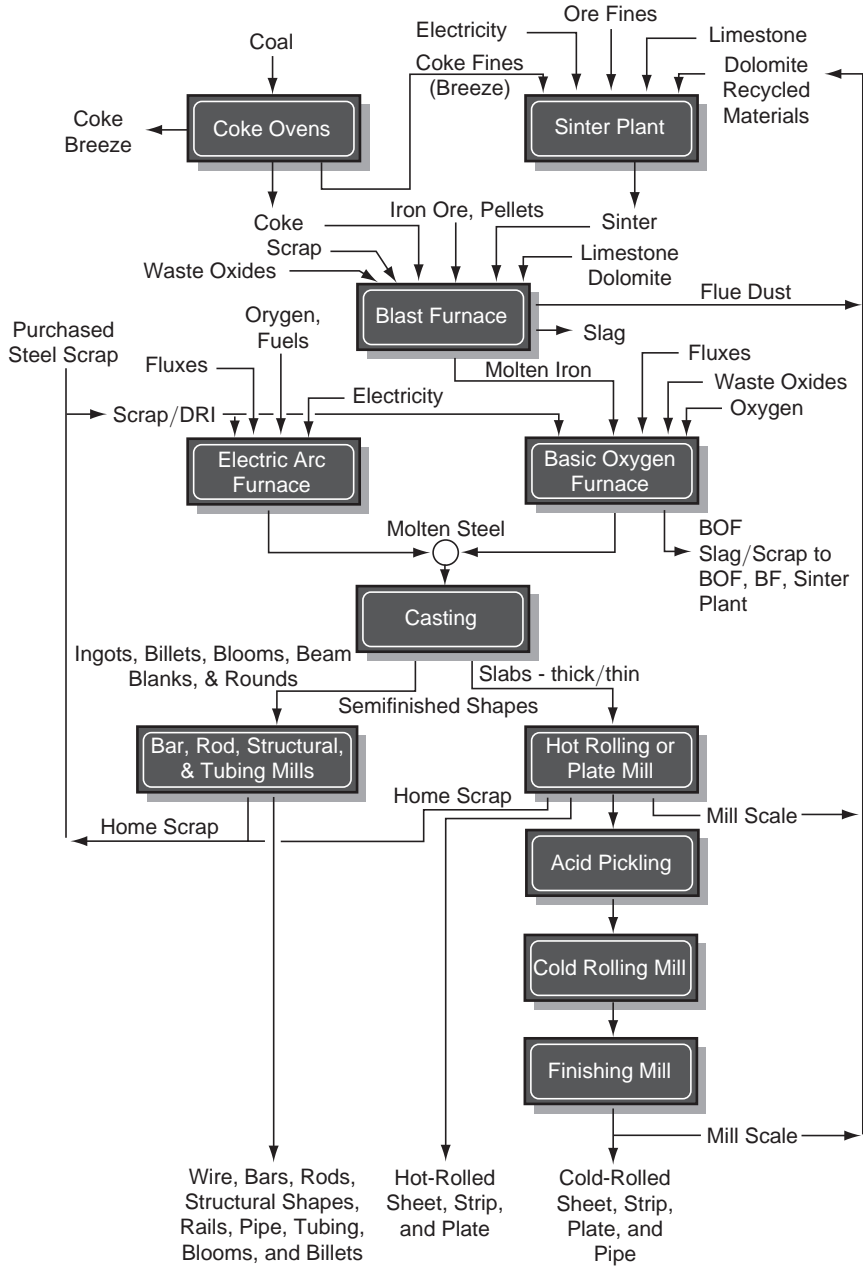 Coal
Electricity
Ore Fines
Limestone
Coke Fines
(Breeze)
Dolomite
Recycled
Materials
Coke
Breeze
Coke Ovens
Sinter Plant
Coke
Scrap
Iron Ore, Pellets
Sinter
Waste Oxides
Limestone
Dolomite
Blast Furnace
Flue Dust
Slag
Purchased
Steel Scrap
Orygen,
Fuels
Fluxes
Molten Iron
Fluxes
Waste Oxides
Oxygen
Scrap/DRI
Electricity
Electric Arc
Furnace
Basic Oxygen
Furnace
Molten Steel
BOF
Slag/Scrap to
BOF, BF, Sinter
Plant
Casting
Ingots, Billets, Blooms, Beam
Blanks, & Rounds
Slabs - thick/thin
Semifinished Shapes
Bar, Rod, Structural,
& Tubing Mills
Hot Rolling or
Plate Mill
Home Scrap
Home Scrap
Mill Scale
Acid Pickling
Cold Rolling Mill
Finishing Mill
Mill Scale
Wire, Bars, Rods,
Structural Shapes,
Rails, Pipe, Tubing,
Blooms, and Billets
Hot-Rolled
Sheet, Strip,
and Plate
Cold-Rolled
Sheet, Strip,
Plate, and
Pipe